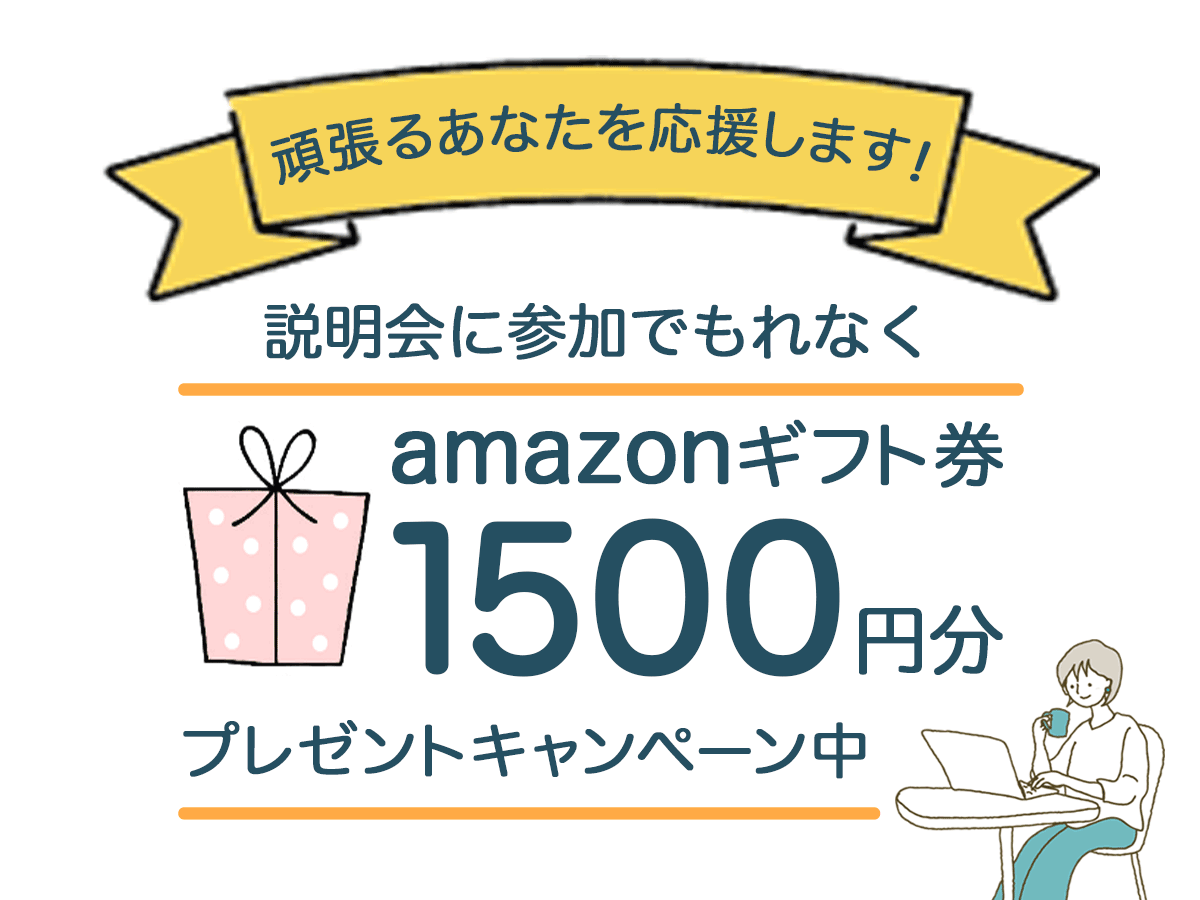 頑張るあなたを応援します!
説明会に参加でもれなく
amazonギフト券
1500円分
プレゼントキャンペーン中